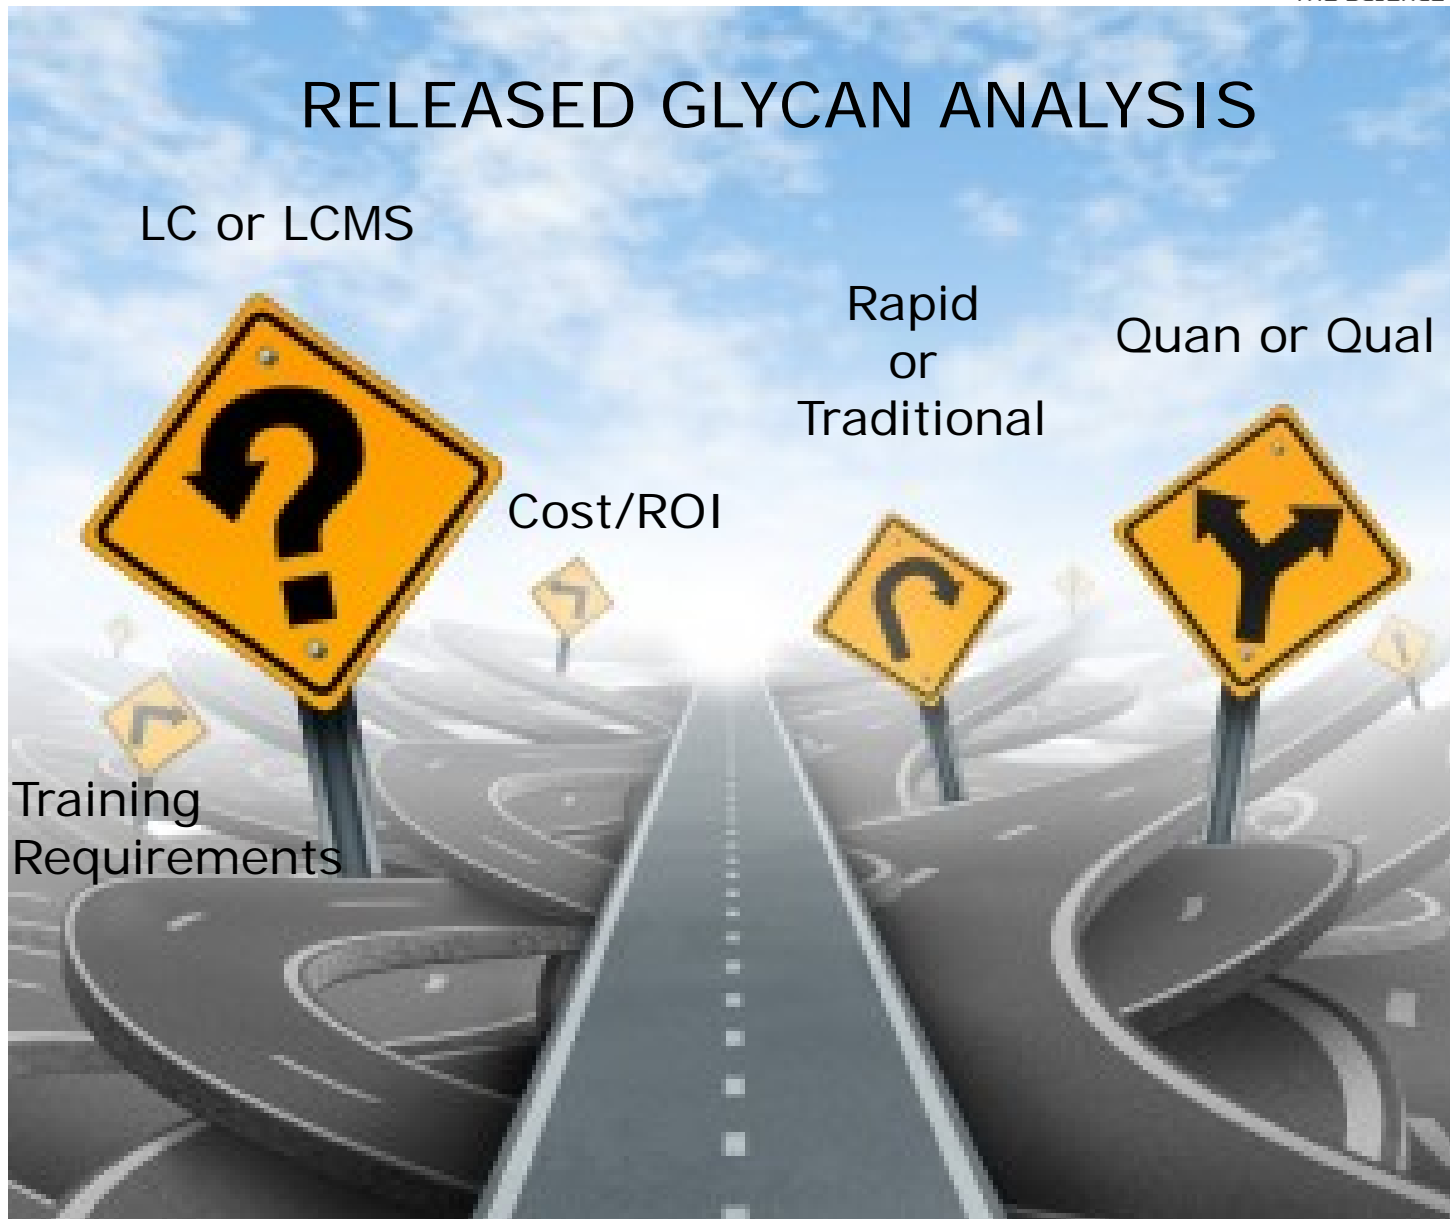 RELEASED GLYCAN ANALYSIS
LC or LCMS
Rapid
or
Traditional
Quan or Qual
Cost/ROI
Training
Requirements